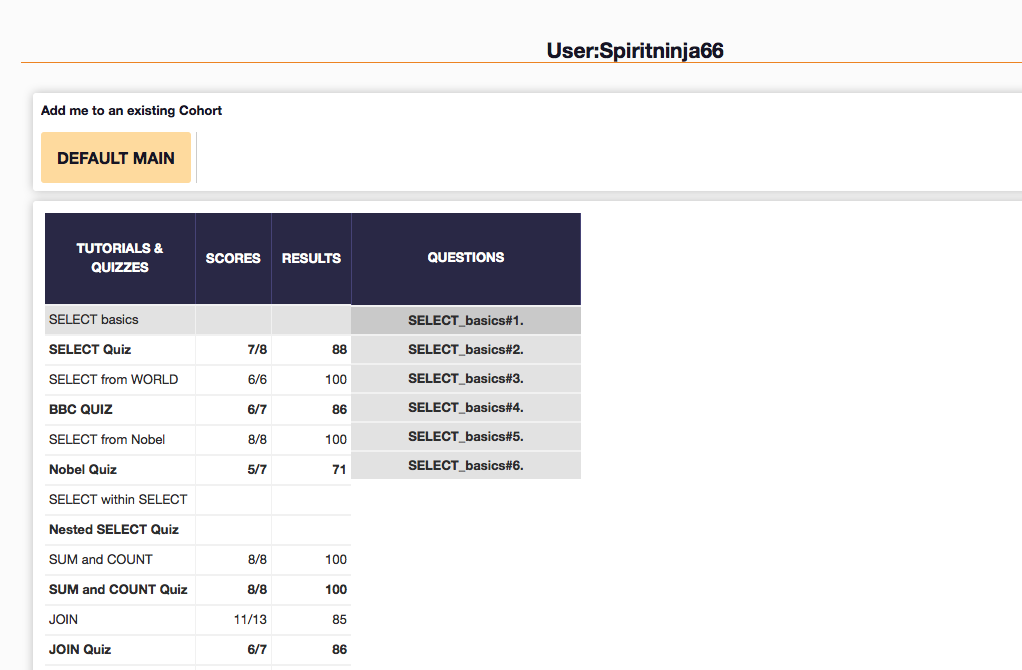 User:Spiritninja66
Add me to an existing Cohort
DEFAULT MAIN
TUTORIALS &
QUIZZES
SCORES
RESULTS
QUESTIONS
SELECT basics
SELECT_basics#1.
SELECT Quiz 7/8 88
SELECT_basics#2.
SELECT from WORLD 6/6 100
SELECT_basics#3.
BBC QUIZ 6/7 86
SELECT_basics#4.
SELECT from Nobel 8/8 100
SELECT_basics#5.
Nobel Quiz 5/7 71
SELECT_basics#6.
SELECT within SELECT
Nested SELECT Quiz
SUM and COUNT 8/8 100
SUM and COUNT Quiz 8/8 100
JOIN 11/13 85
JOIN Quiz 6/7 86